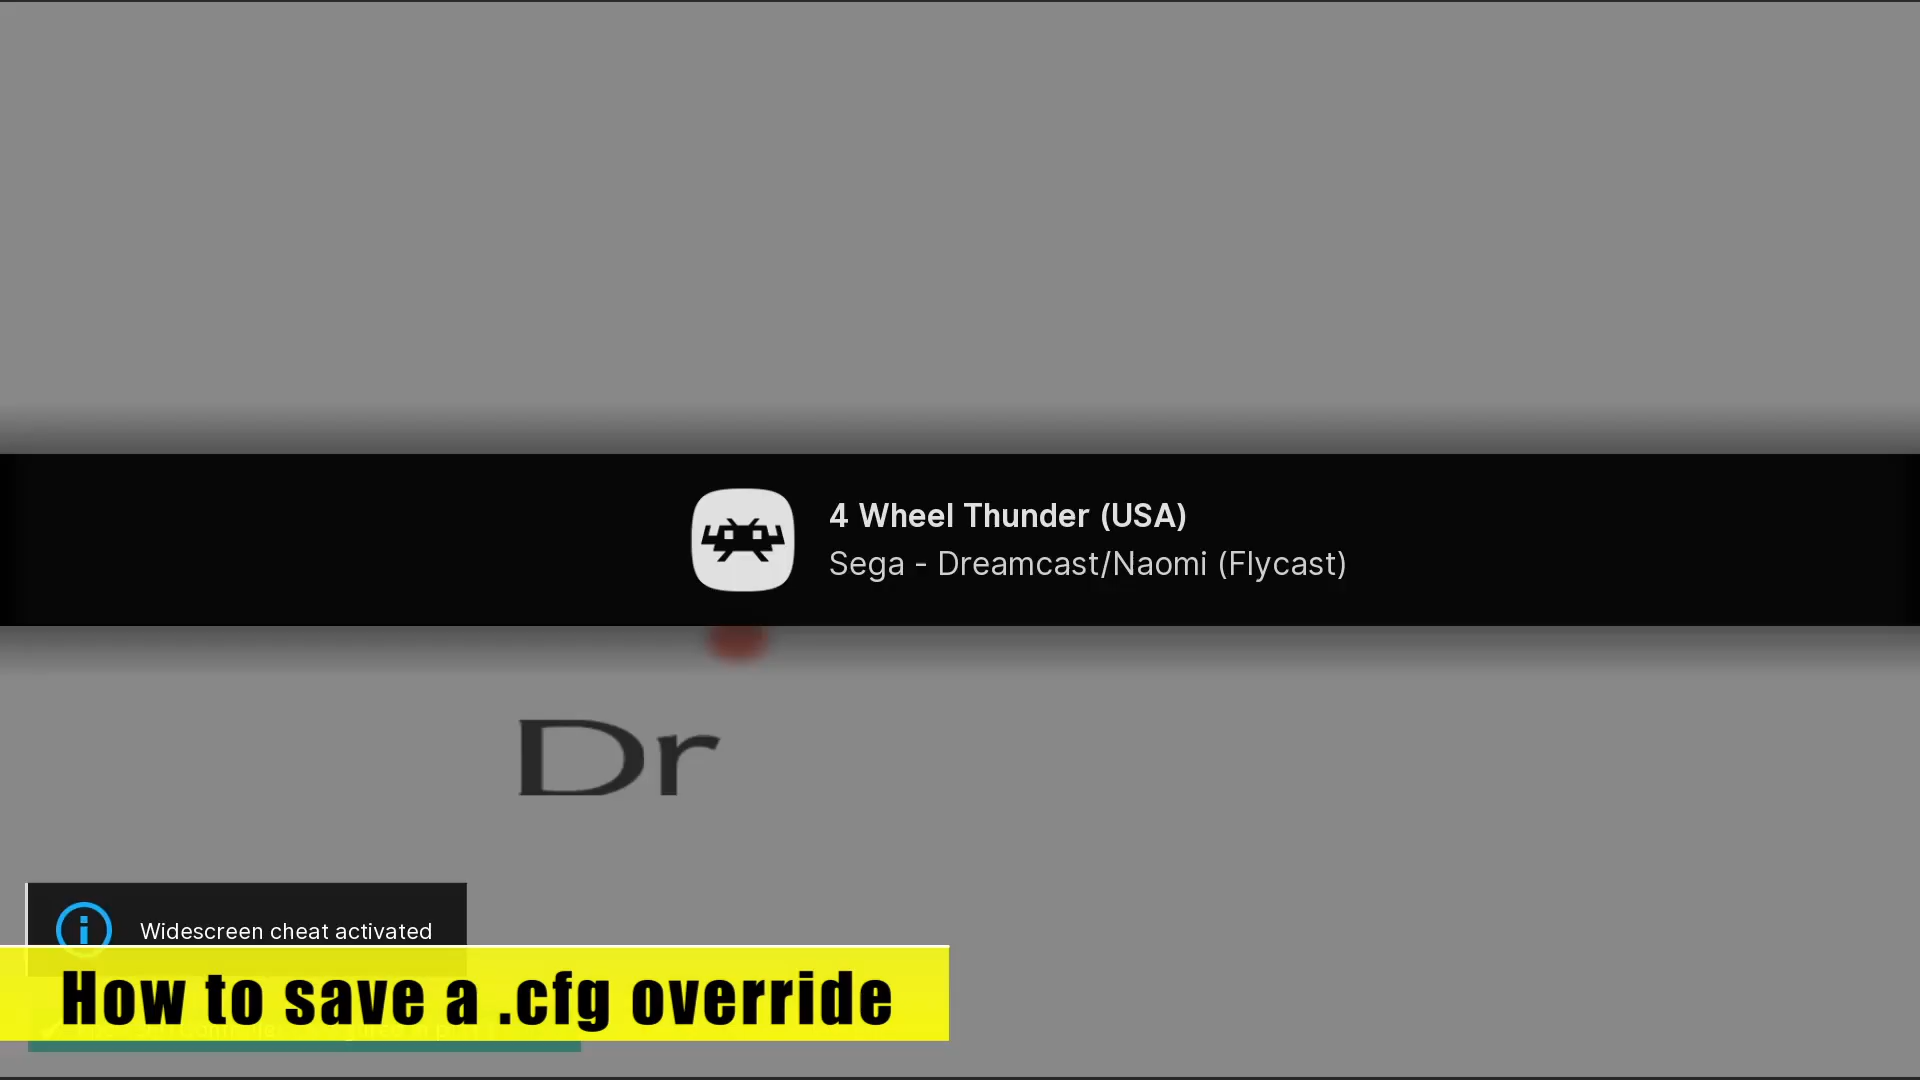 4 Wheel Thunder (USA)
Sega - Dreamcast/Naomi (Flycast)
Dr
Widescreen cheat activated
How to save a .cfg override